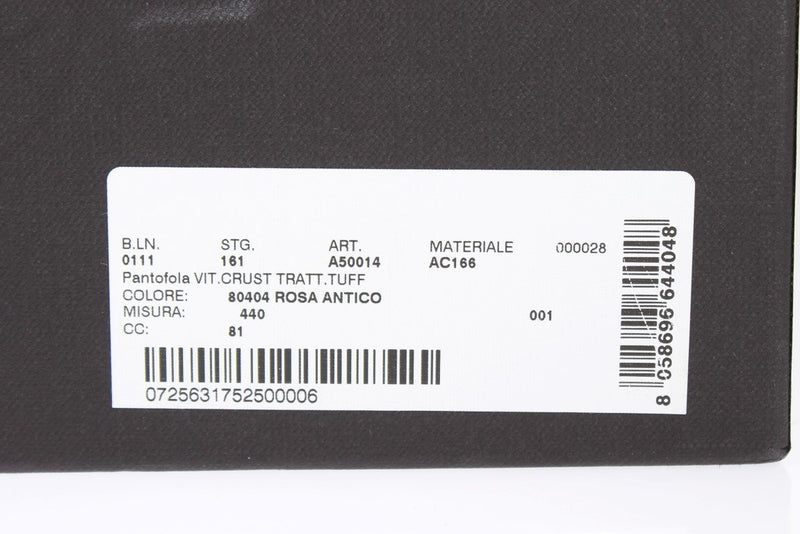 B.LN. STG. ART. MATERIALE 000028
0111 161 A50014 AC166
Pantofola VIT.CRUST TRATT.TUFF
COLORE: 80404 ROSA ANTICO
MISURA: 440 001
CC: 81
0725631752500006
8 058696 644048